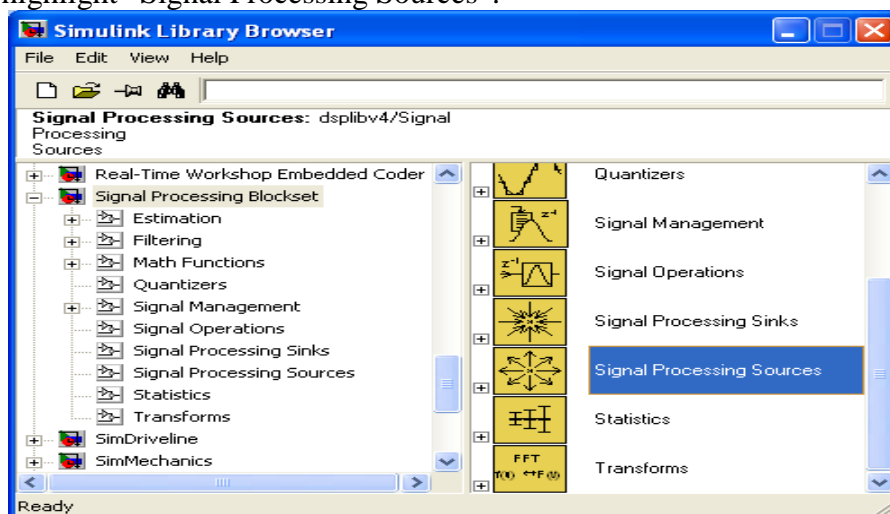 highlight "Signal Processing Sources".
Simulink Library Browser
File Edit View Help
Signal Processing Sources: dsplibv4/Signal
Processing
Sources
Real-Time Workshop Embedded Coder
Signal Processing Blockset
Estimation
Filtering
Math Functions
Quantizers
Signal Management
Signal Operations
Signal Processing Sinks
Signal Processing Sources
Statistics
Transforms
SimDriveline
SimMechanics
Quantizers
z⁻¹
Signal Management
z⁻¹
Signal Operations
Signal Processing Sinks
Signal Processing Sources
Statistics
FFT
Transforms
Ready